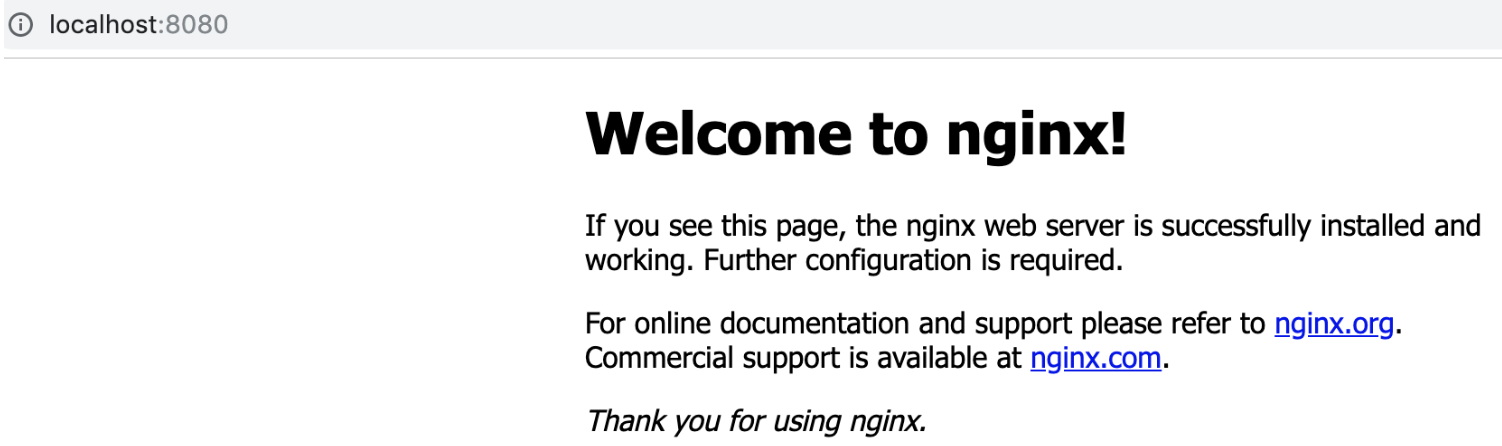 localhost:8080
Welcome to nginx!
If you see this page, the nginx web server is successfully installed and
working. Further configuration is required.
For online documentation and support please refer to nginx.org.
Commercial support is available at nginx.com.
Thank you for using nginx.